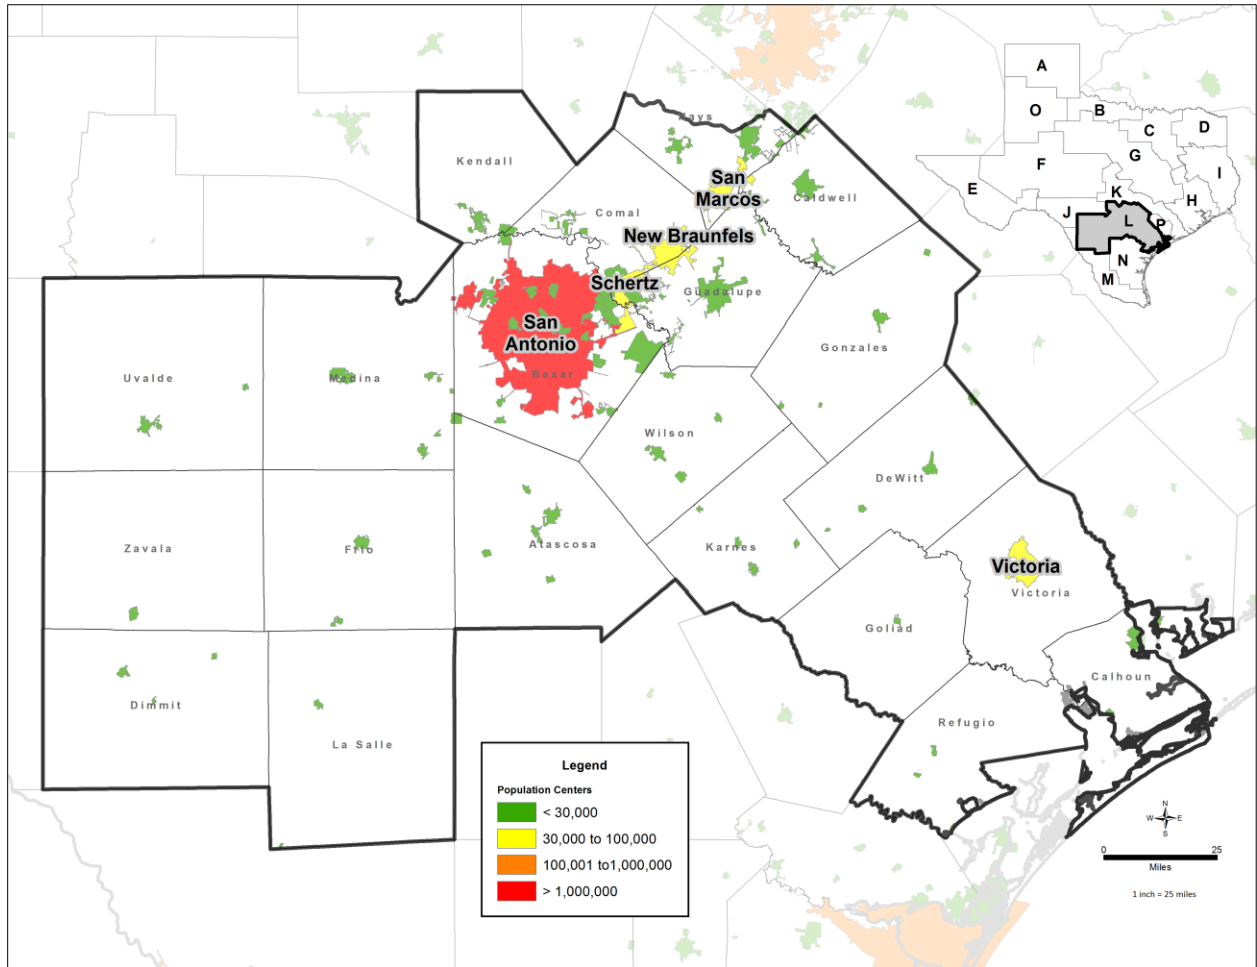 A
O
B
C
D
F
G
I
E
K
H
J
L
P
N
M
Hays
Kendall
San
Marcos
Caldwell
Comal
New Braunfels
Schertz
Guadalupe
San
Antonio
Gonzales
Uvalde
Medina
Bexar
Wilson
DeWitt
Zavala
Frio
Atascosa
Karnes
Victoria
Victoria
Goliad
Calhoun
Dimmit
Refugio
La Salle
Legend
Population Centers
< 30,000
30,000 to 100,000
100,001 to1,000,000
> 1,000,000
N
W
E
S
0
25
Miles
1 inch = 25 miles